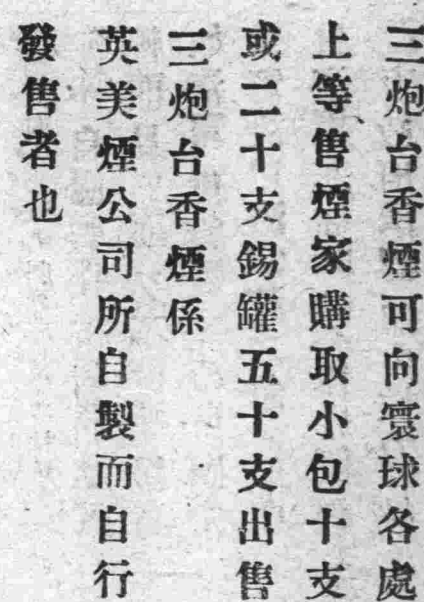 三炮台香煙可向寰球各處
上等售煙家購取小包十支
或二十支錫罐五十支出售
三炮台香煙係
英美煙公司所自製而自行
發售者也